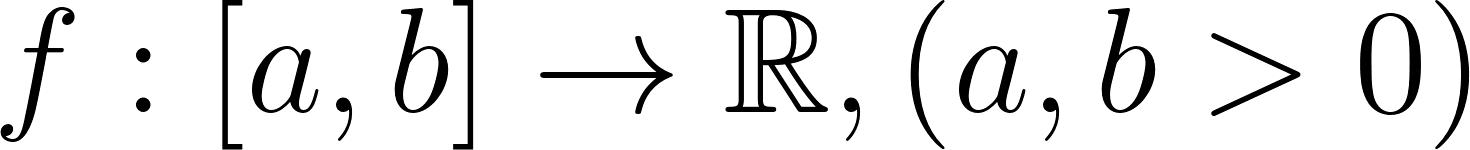 f : [a, b] ⟶ ℝ, (a, b > 0)